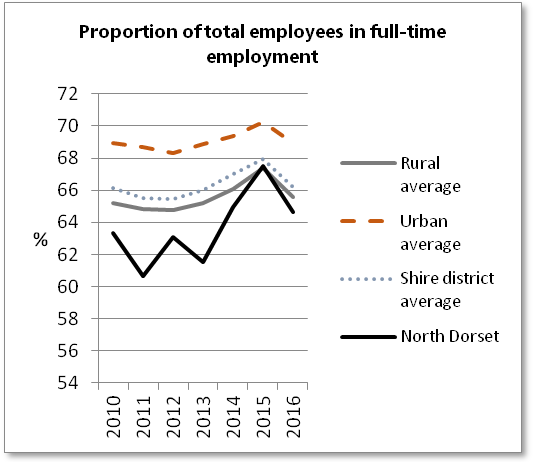 Proportion of total employees in full-time
employment
72
70
68
66
64
62
60
58
56
54
%
2010
2011
2012
2013
2014
2015
2016
Rural
average
Urban
average
Shire district
average
North Dorset